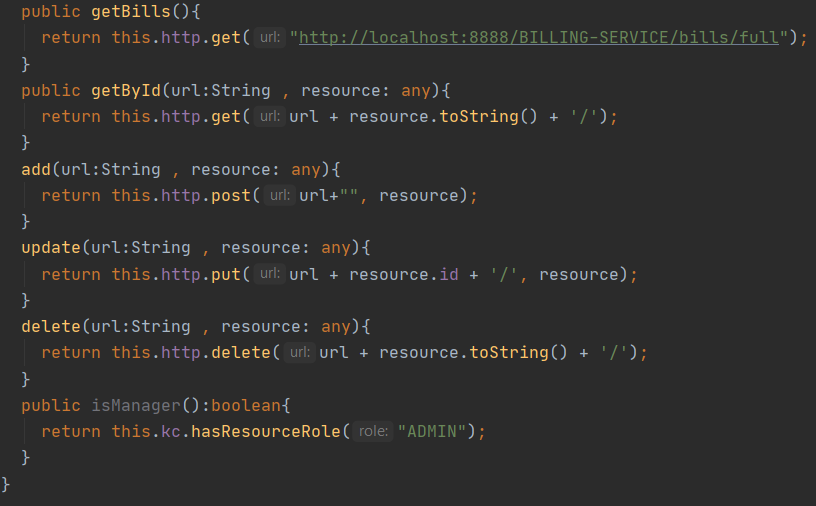 public getBills(){
return this.http.get( url: "http://localhost:8888/BILLING-SERVICE/bills/full");
}
public getById(url:String , resource: any){
return this.http.get( url: url + resource.toString() + '/');
}
add(url:String , resource: any){
return this.http.post( url: url+"", resource);
}
update(url:String , resource: any){
return this.http.put( url: url + resource.id + '/', resource);
}
delete(url:String , resource: any){
return this.http.delete( url: url + resource.toString() + '/');
}
public isManager():boolean{
return this.kc.hasResourceRole( role: "ADMIN");
}
}